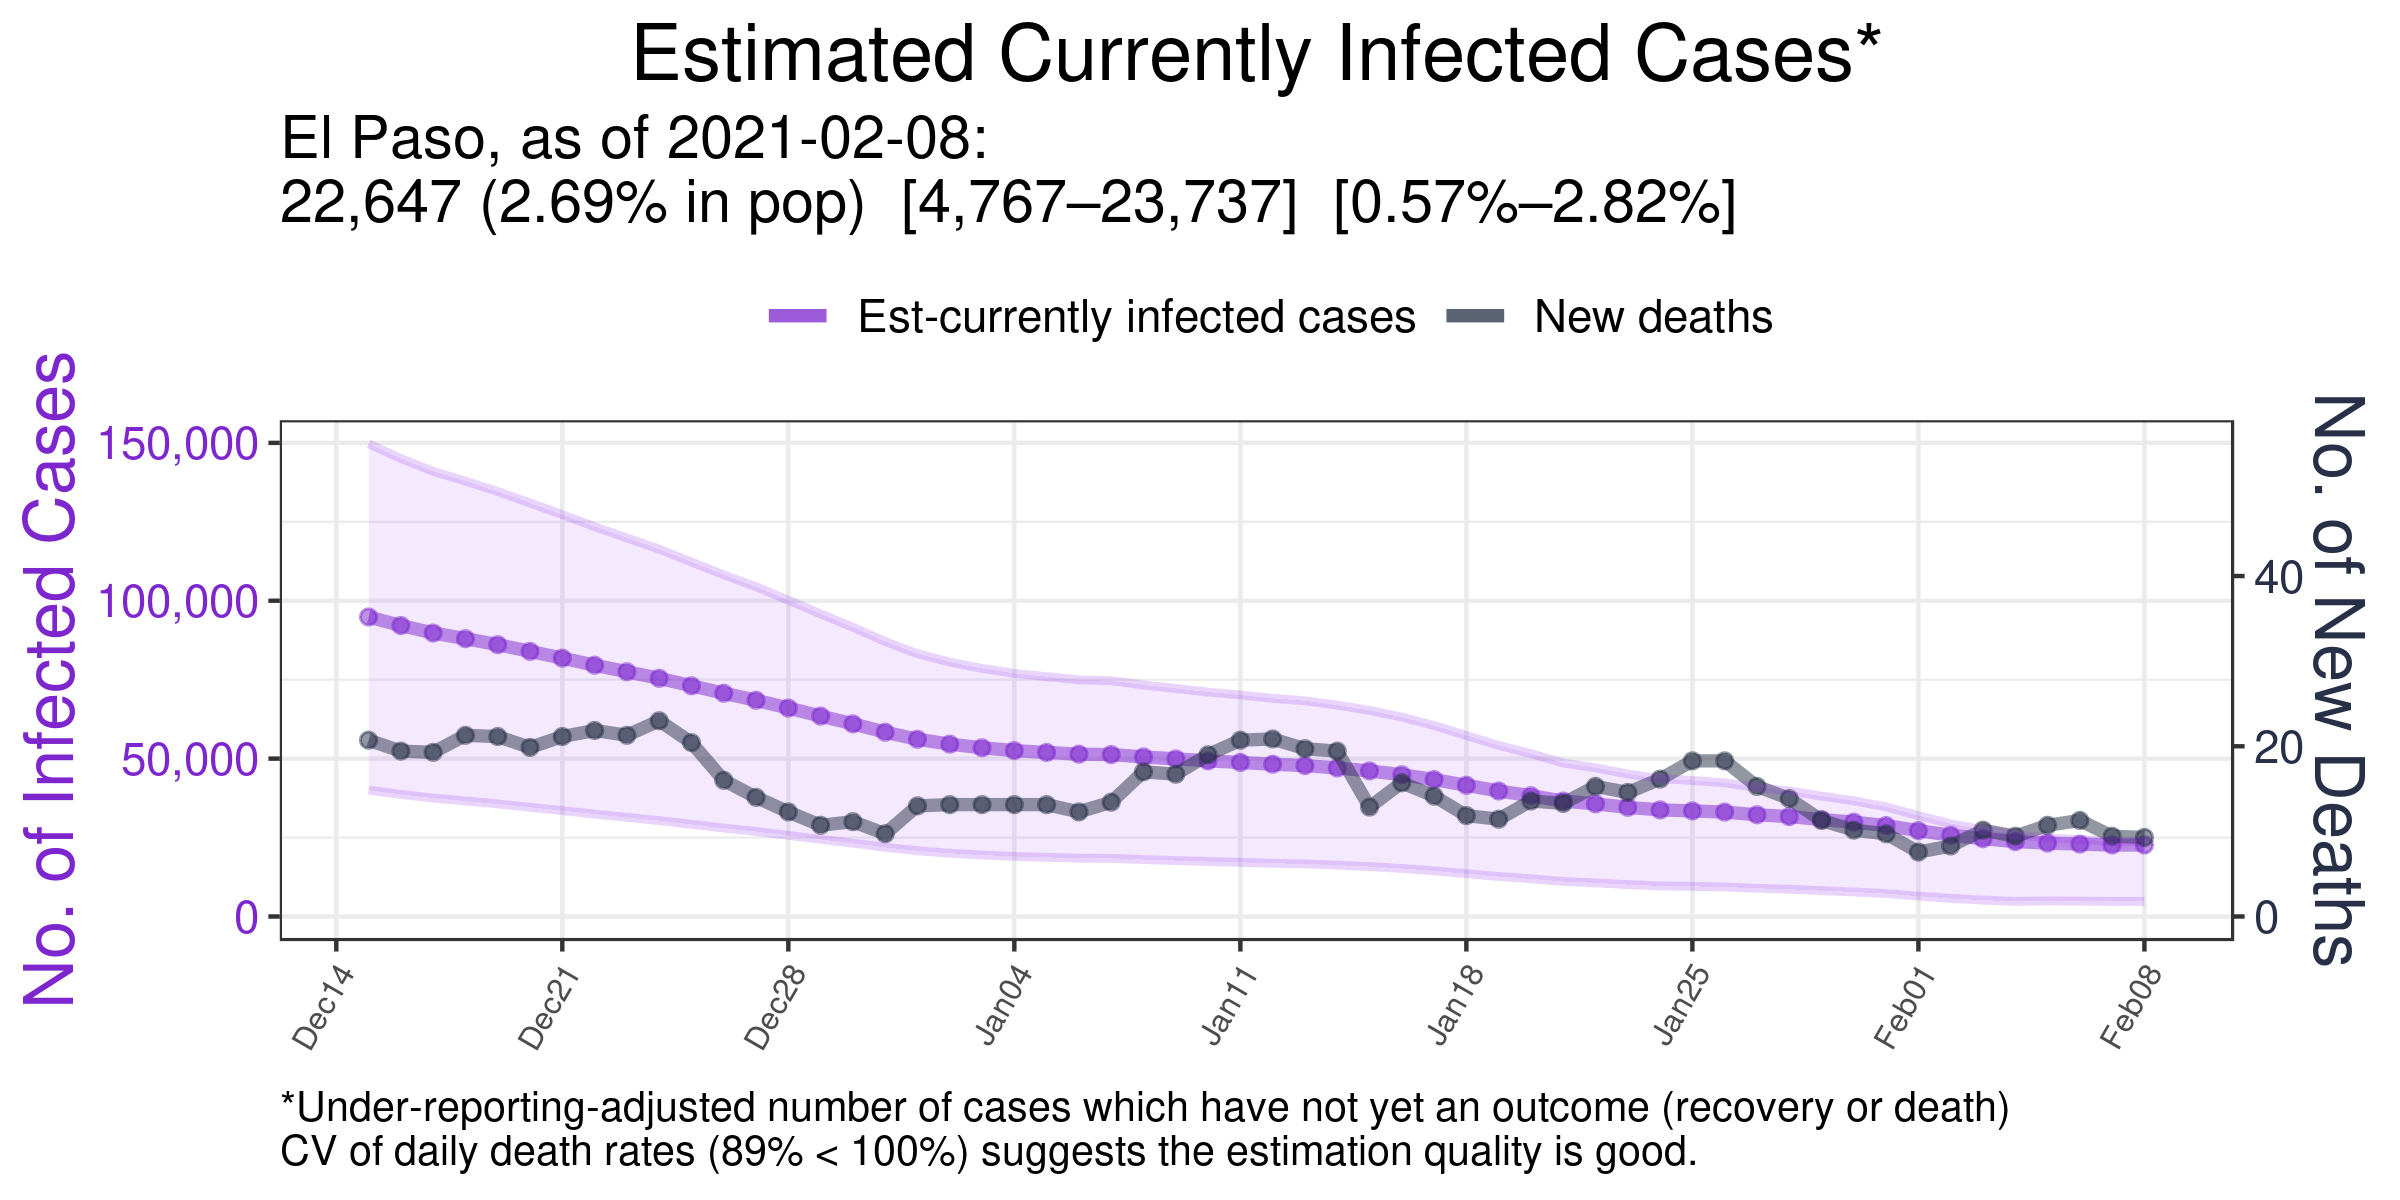 Estimated Currently Infected Cases*
El Paso, as of 2021-02-08:
22,647 (2.69% in pop)  [4,767–23,737]  [0.57%–2.82%]
Est-currently infected cases
New deaths
No. of Infected Cases
150,000
100,000
50,000
0
40
20
0
No. of New Deaths
Dec14
Dec21
Dec28
Jan04
Jan11
Jan18
Jan25
Feb01
Feb08
*Under-reporting-adjusted number of cases which have not yet an outcome (recovery or death)
CV of daily death rates (89% < 100%) suggests the estimation quality is good.